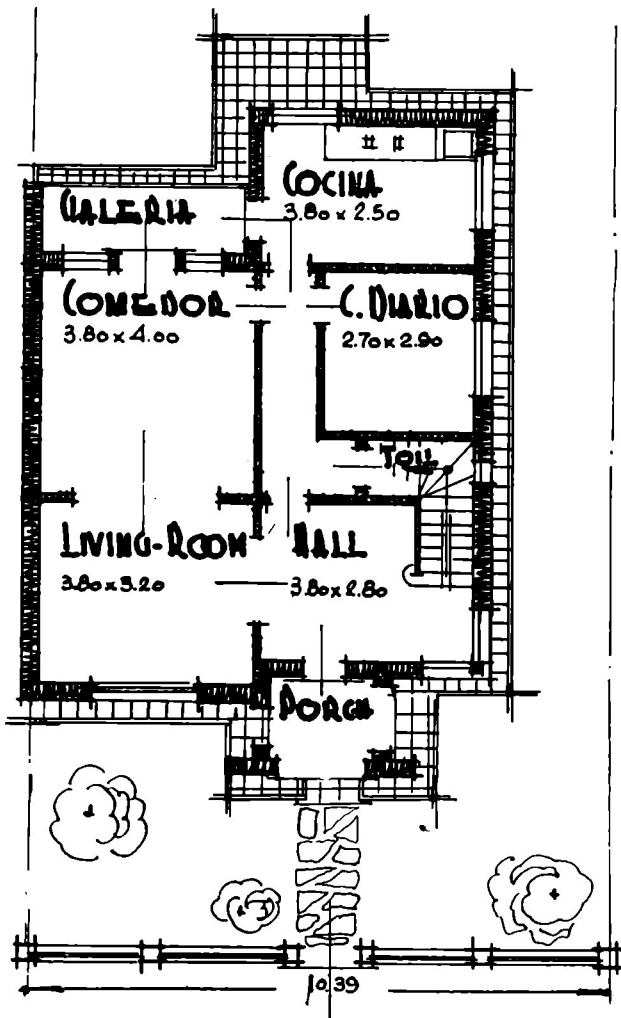 COCINA
3.80 x 2.50
GALERIA
COMEDOR
3.80 x 4.00
C. DIARIO
2.70 x 2.90
TOIL
LIVING-ROOM
3.80 x 3.20
HALL
3.80 x 2.80
PORCH
10.39